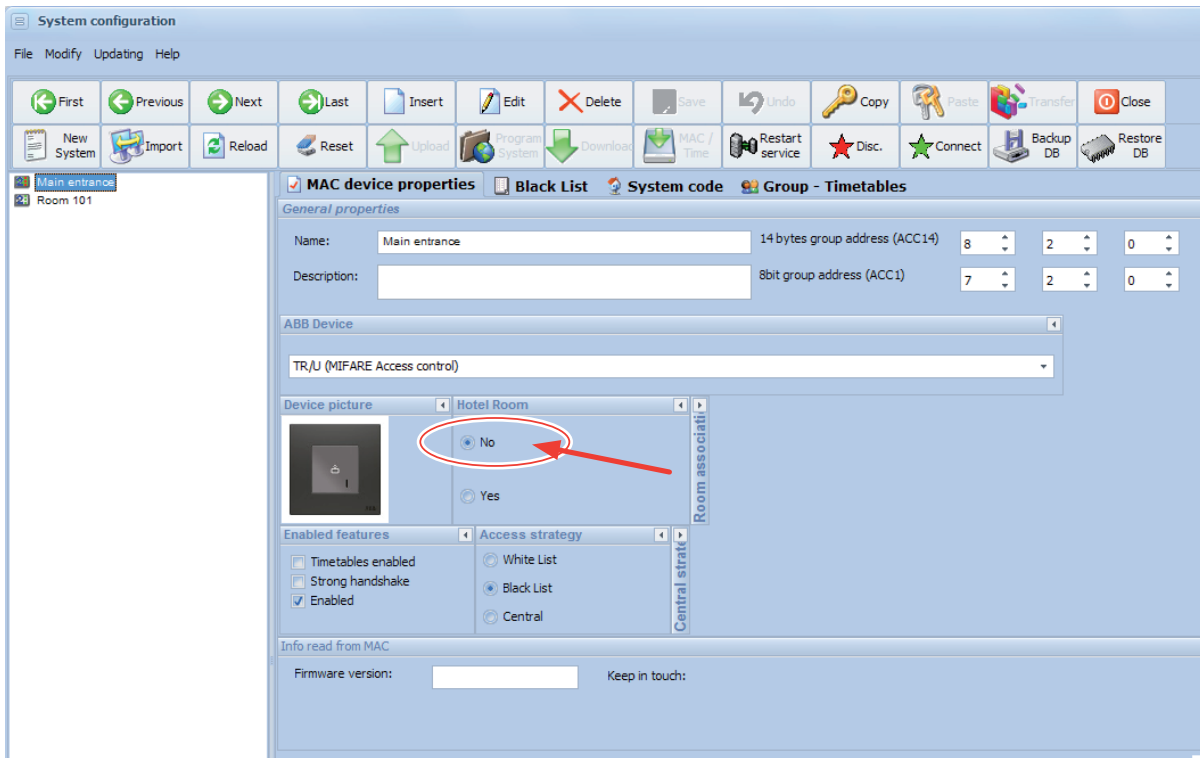 System configuration
File Modify Updating Help
First Previous Next Last Insert Edit Delete Save Undo Copy Paste Transfer Close
New System Import Reload Reset Upload Program System Download MAC / Time Restart service Disc. Connect Backup DB Restore DB
Main entrance
Room 101
MAC device properties Black List System code Group - Timetables
General properties
Name: Main entrance 14 bytes group address (ACC14) 8 2 0
Description: 8bit group address (ACC1) 7 2 0
ABB Device
TR/U (MIFARE Access control)
Device picture Hotel Room
No
Yes
Room associati
Enabled features Access strategy
Timetables enabled White List
Strong handshake
Enabled Black List
Central
Central strate
Info read from MAC
Firmware version: Keep in touch: